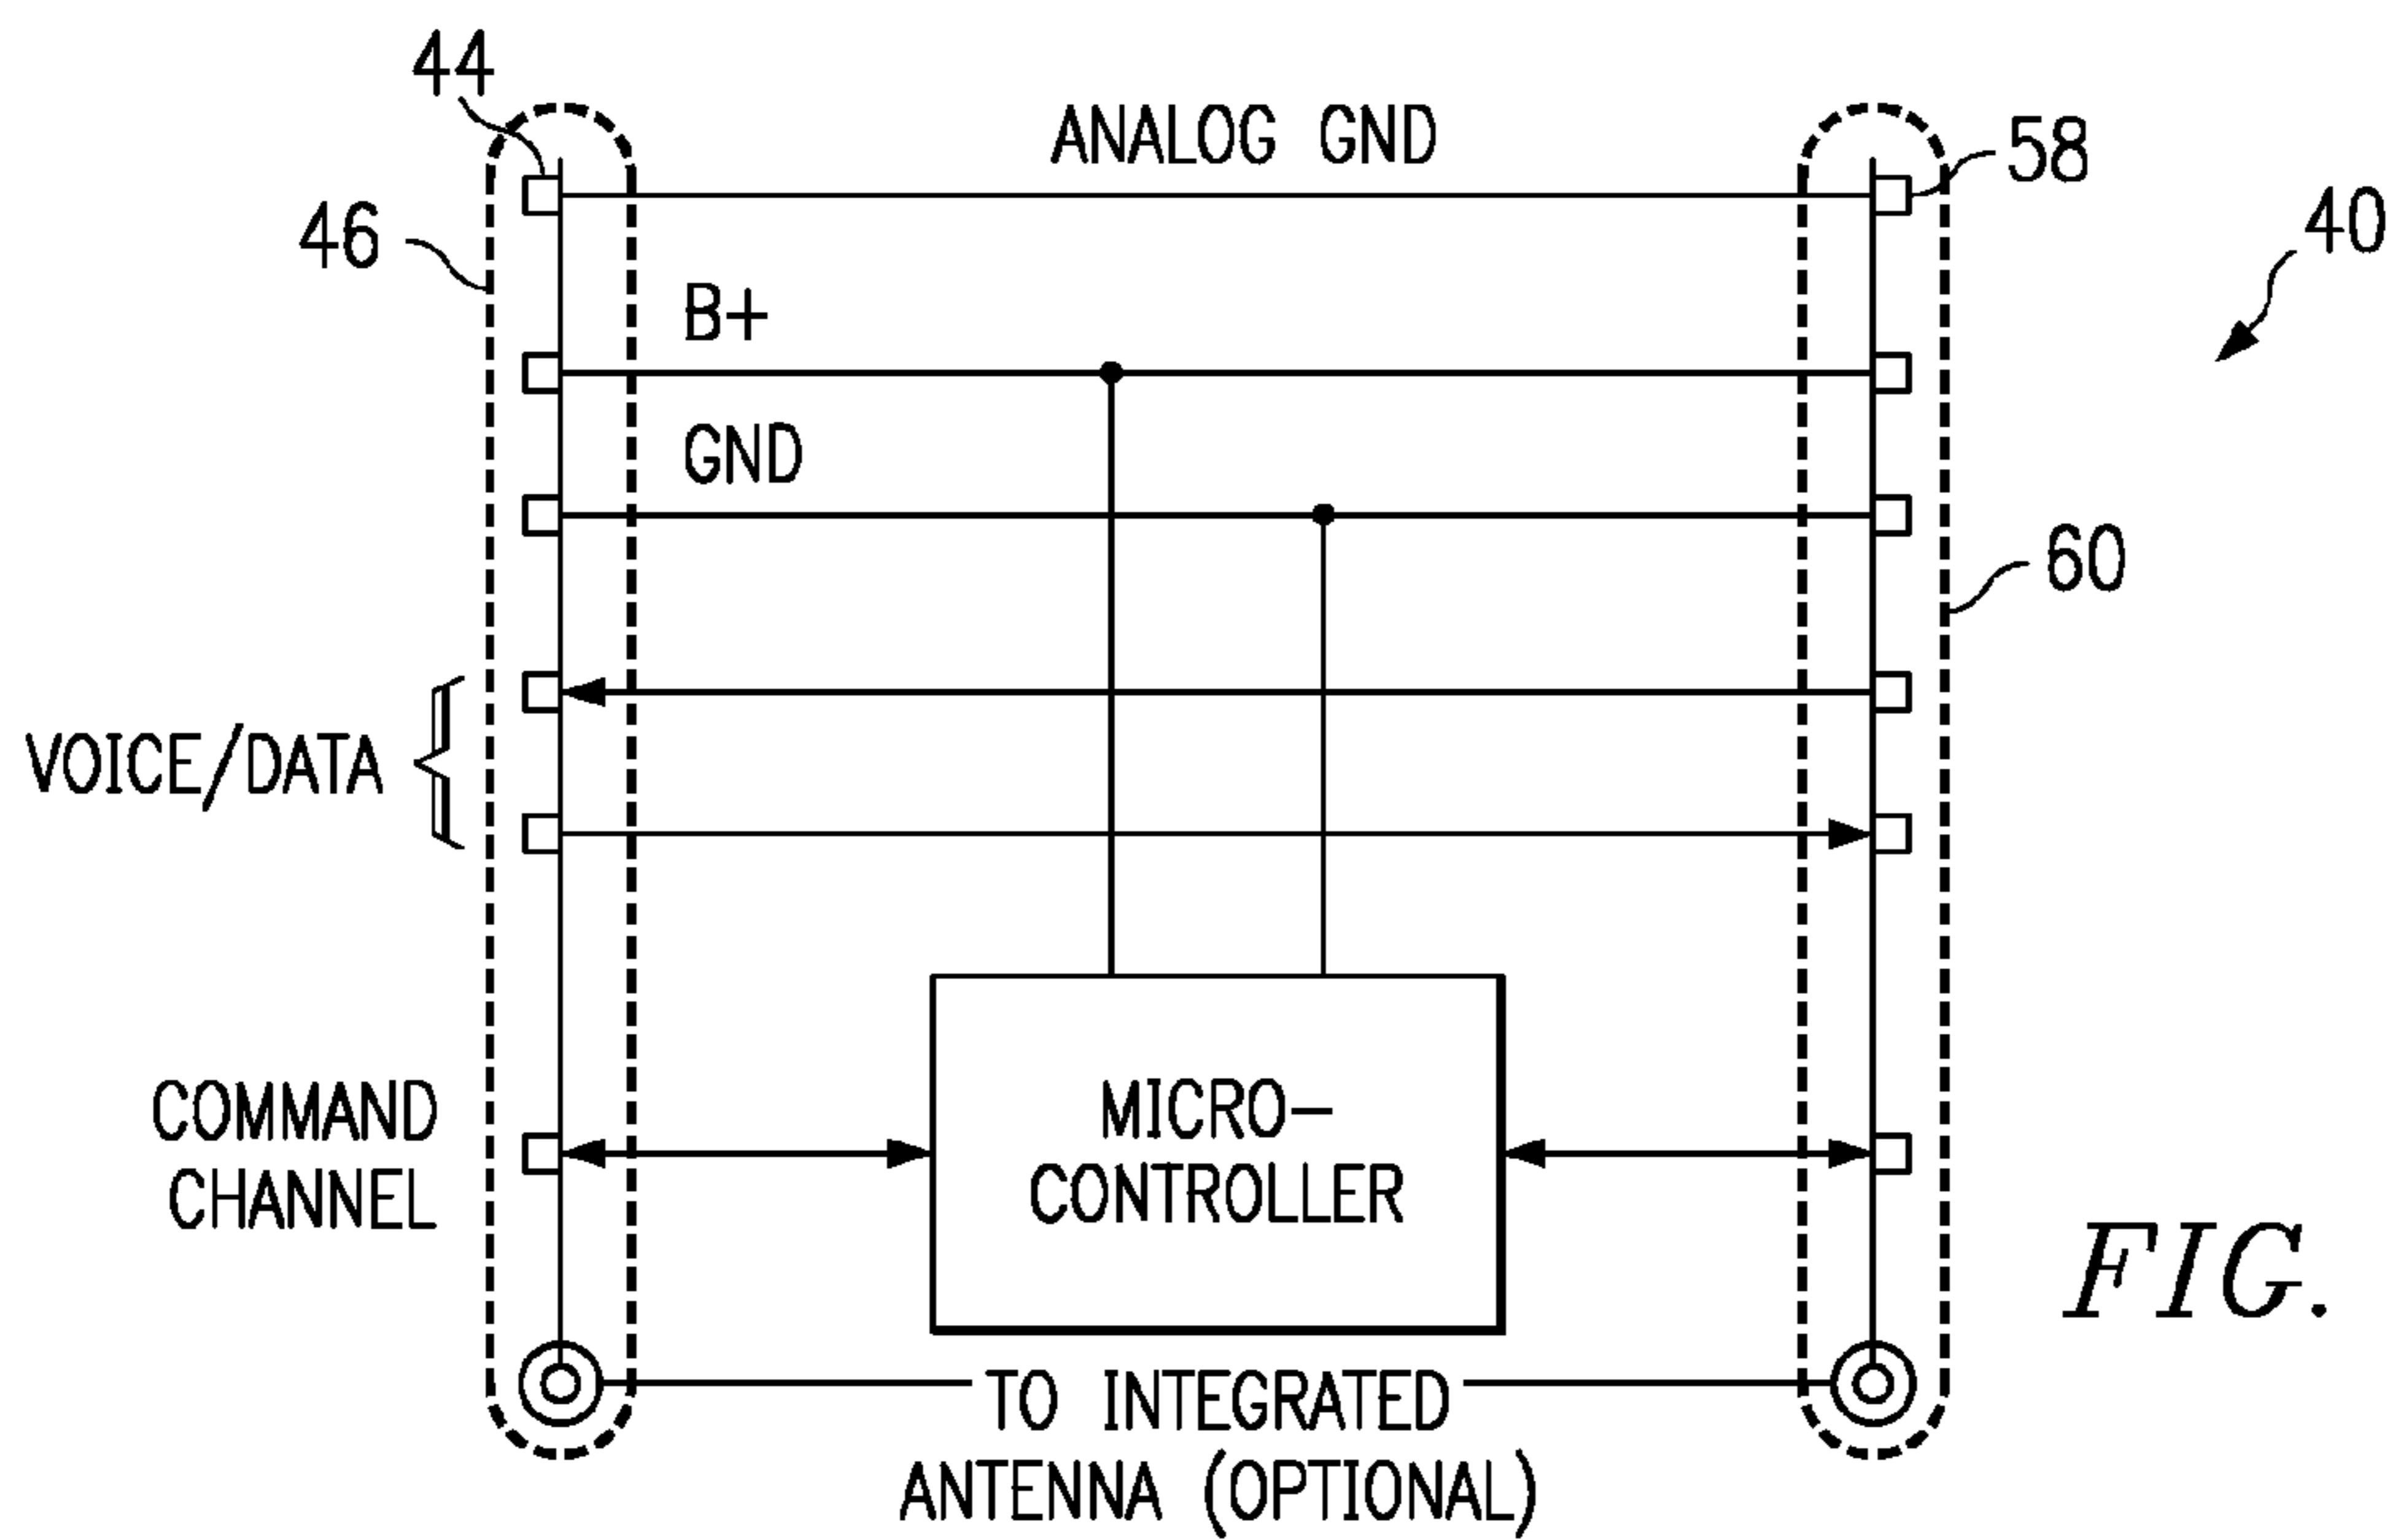 44
ANALOG GND
58
46
40
B+
GND
60
VOICE/DATA
COMMAND
CHANNEL
MICRO-
CONTROLLER
FIG.
TO INTEGRATED
ANTENNA (OPTIONAL)